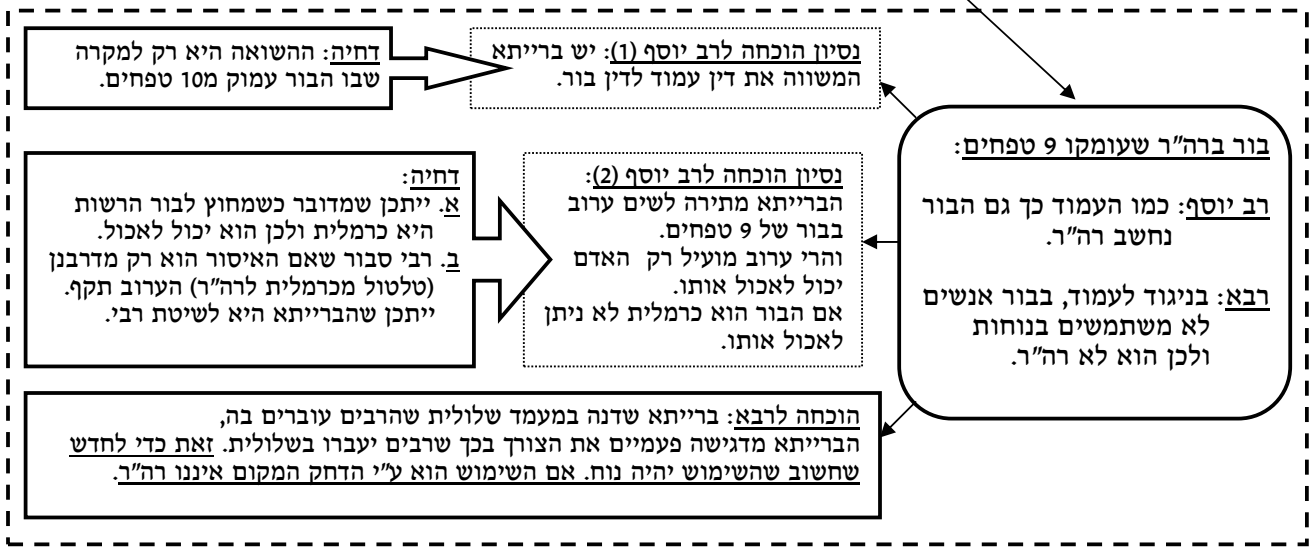 בור ברה"ר שעומקו 9 טפחים:
רב יוסף: כמו העמוד כך גם הבור
נחשב רה"ר.
רבא: בניגוד לעמוד, בבור אנשים
לא משתמשים בנוחות
ולכן הוא לא רה"ר.
נסיון הוכחה לרב יוסף (1): יש ברייתא
המשווה את דין עמוד לדין בור.
דחיה: ההשואה היא רק למקרה
שבו הבור עמוק מ10 טפחים.
נסיון הוכחה לרב יוסף (2):
הברייתא מתירה לשים ערוב
בבור של 9 טפחים.
והרי ערוב מועיל רק האדם
יכול לאכול אותו.
אם הבור הוא כרמלית לא ניתן
לאכול אותו.
דחיה:
א. ייתכן שמדובר כשמחוץ לבור הרשות
היא כרמלית ולכן הוא יכול לאכול.
ב. רבי סבור שאם האיסור הוא רק מדרבנן
(טלטול מכרמלית לרה"ר) הערוב תקף.
ייתכן שהברייתא היא לשיטת רבי.
הוכחה לרבא: ברייתא שדנה במעמד שלולית שהרבים עוברים בה,
הברייתא מדגישה פעמיים את הצורך בכך שרבים יעברו בשלולית. זאת כדי לחדש
שחשוב שהשימוש יהיה נוח. אם השימוש הוא ע"י הדחק המקום איננו רה"ר.